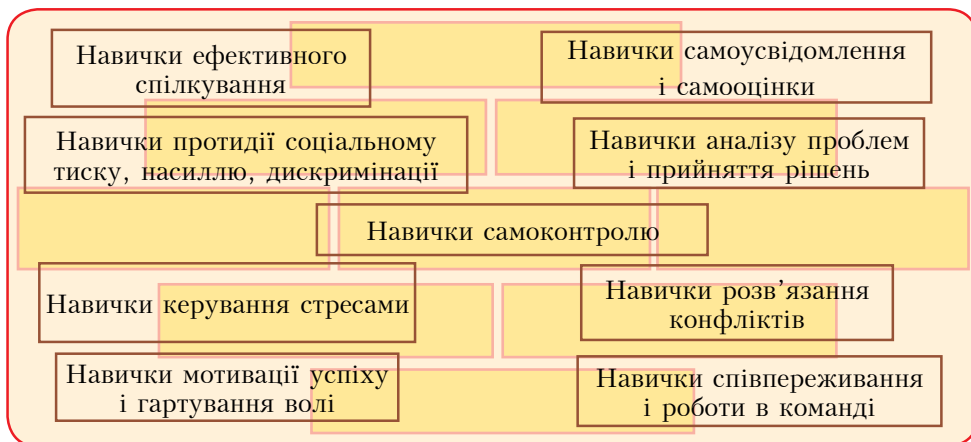 Навички ефективного
спілкування
Навички самоусвідомлення
і самооцінки
Навички протидії соціальному
тиску, насиллю, дискримінації
Навички аналізу проблем
і прийняття рішень
Навички самоконтролю
Навички керування стресами
Навички розв’язання
конфліктів
Навички мотивації успіху
і гартування волі
Навички співпереживання
і роботи в команді